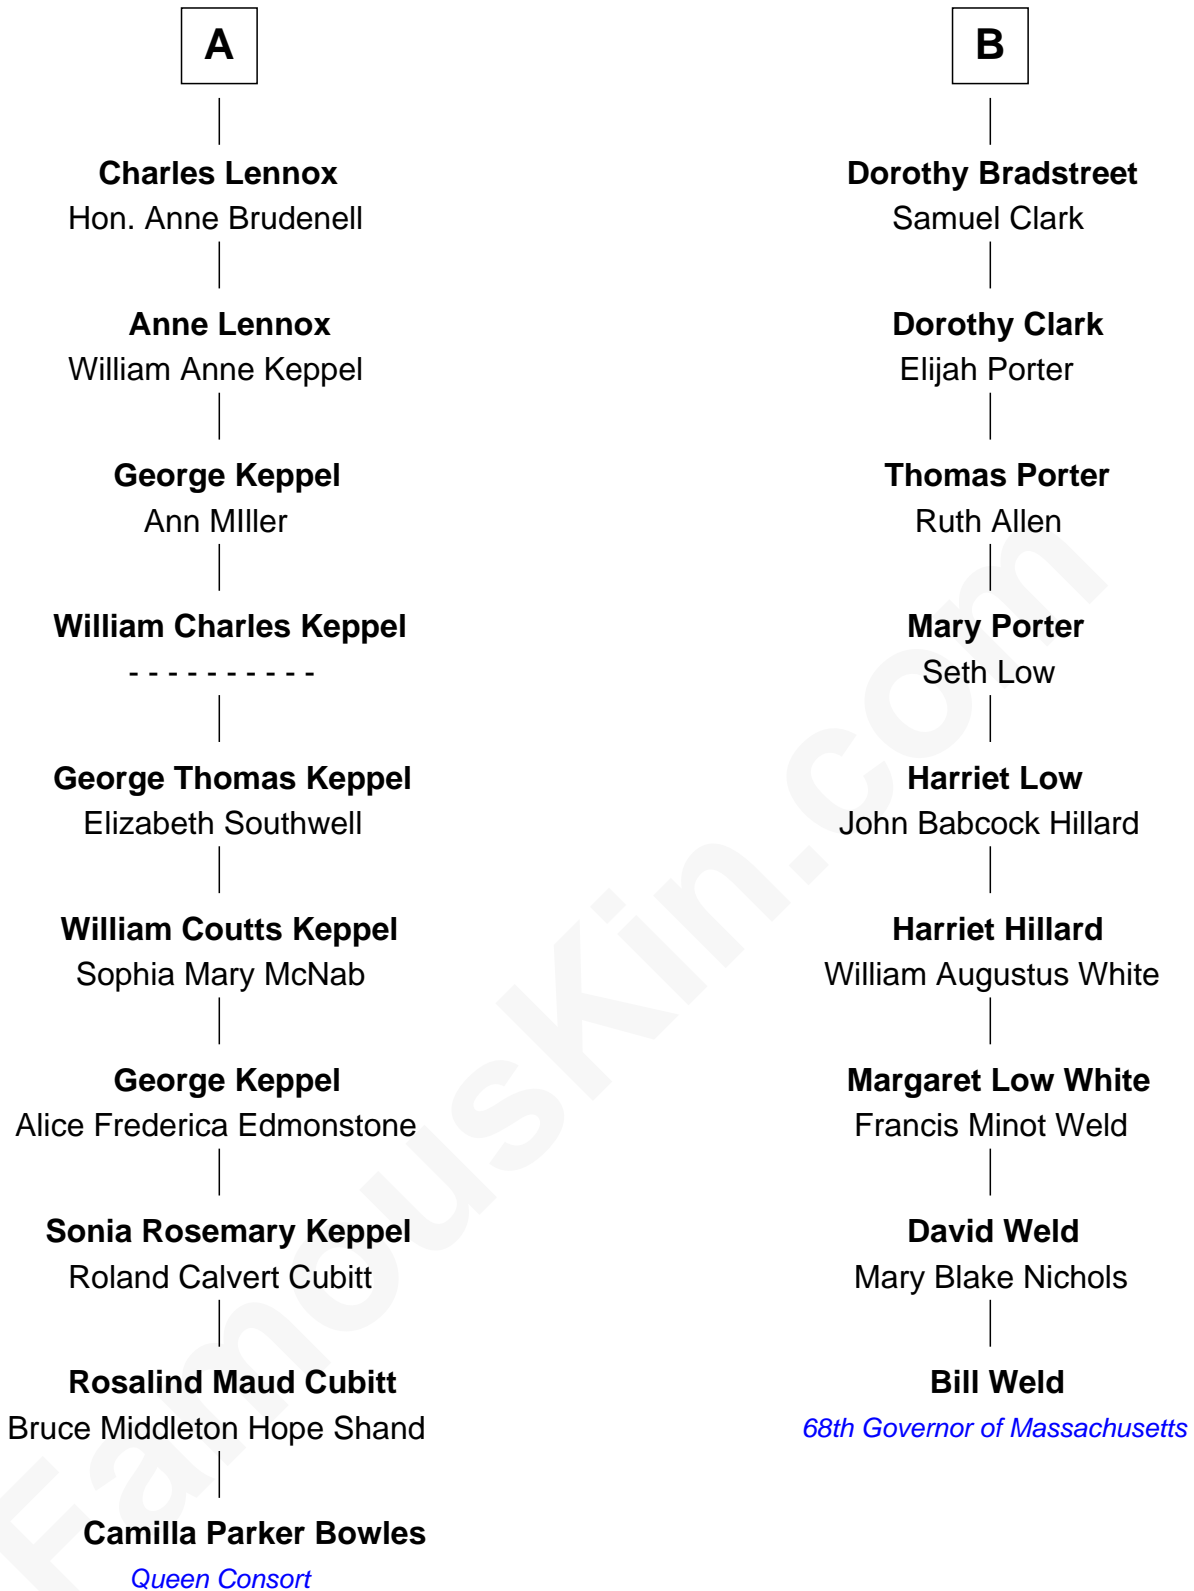 A
Charles Lennox
Hon. Anne Brudenell
Anne Lennox
William Anne Keppel
George Keppel
Ann MIller
William Charles Keppel
- - - - - - - - - -
George Thomas Keppel
Elizabeth Southwell
William Coutts Keppel
Sophia Mary McNab
George Keppel
Alice Frederica Edmonstone
Sonia Rosemary Keppel
Roland Calvert Cubitt
Rosalind Maud Cubitt
Bruce Middleton Hope Shand
Camilla Parker Bowles
Queen Consort
B
Dorothy Bradstreet
Samuel Clark
Dorothy Clark
Elijah Porter
Thomas Porter
Ruth Allen
Mary Porter
Seth Low
Harriet Low
John Babcock Hillard
Harriet Hillard
William Augustus White
Margaret Low White
Francis Minot Weld
David Weld
Mary Blake Nichols
Bill Weld
68th Governor of Massachusetts
FamousKin.com